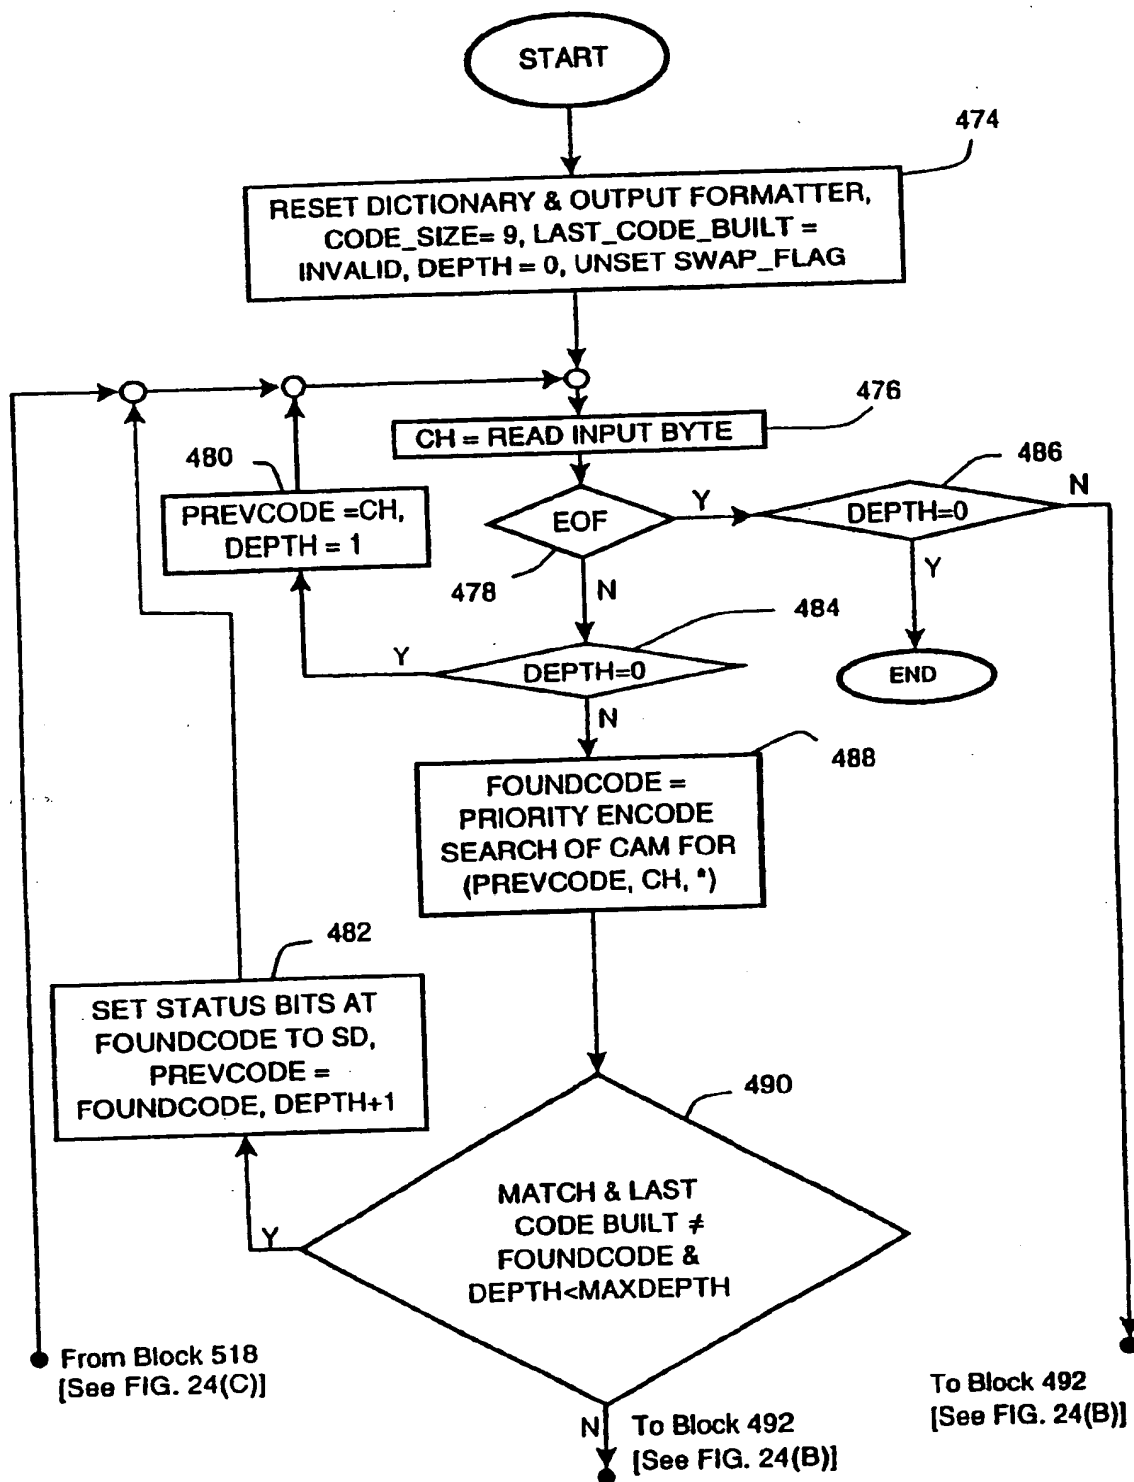 START
474
RESET DICTIONARY & OUTPUT FORMATTER,
CODE_SIZE= 9, LAST_CODE_BUILT =
INVALID, DEPTH = 0, UNSET SWAP_FLAG
476
CH = READ INPUT BYTE
480
PREVCODE =CH,
DEPTH = 1
EOF
478
Y
486
DEPTH=0
N
Y
END
N
484
DEPTH=0
Y
N
488
FOUNDCODE =
PRIORITY ENCODE
SEARCH OF CAM FOR
(PREVCODE, CH, *)
482
SET STATUS BITS AT
FOUNDCODE TO SD,
PREVCODE =
FOUNDCODE, DEPTH+1
490
MATCH & LAST
CODE BUILT ≠
FOUNDCODE &
DEPTH<MAXDEPTH
Y
N
From Block 518
[See FIG. 24(C)]
To Block 492
[See FIG. 24(B)]
To Block 492
[See FIG. 24(B)]